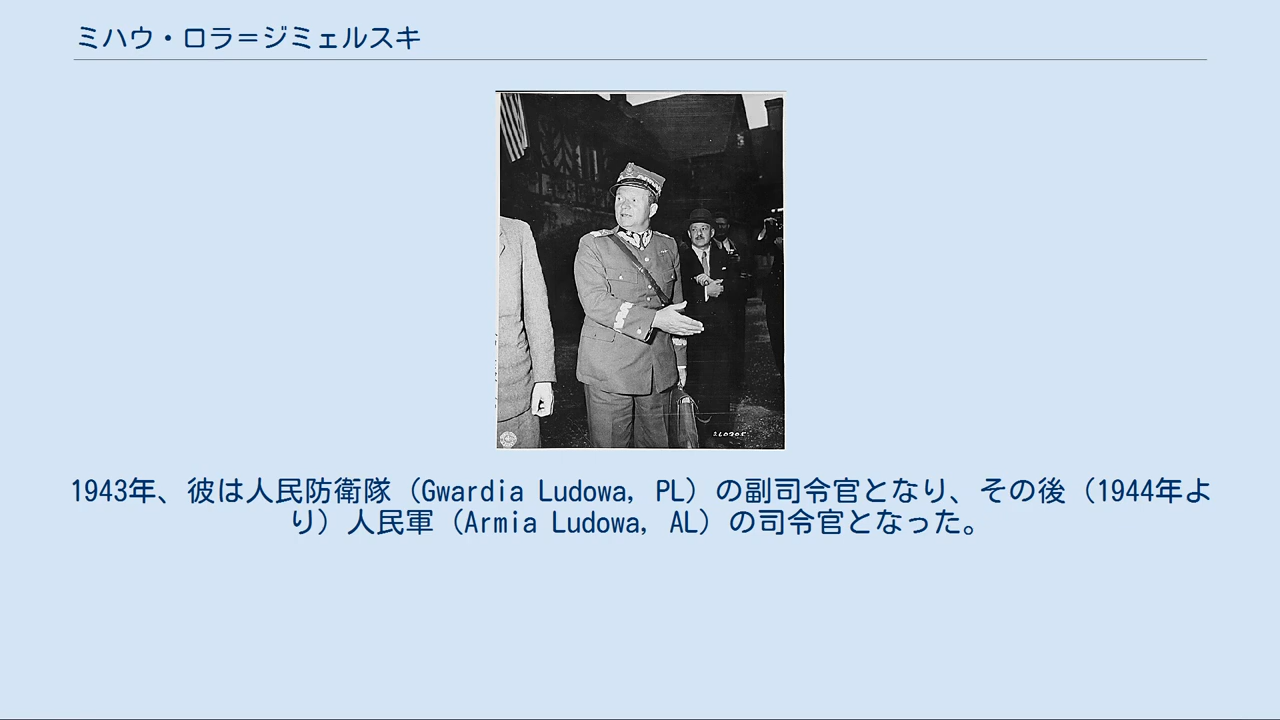 ミハウ・ロラ＝ジミェルスキ
1943年、彼は人民防衛隊（Gwardia Ludowa, PL）の副司令官となり、その後（1944年よ
り）人民軍（Armia Ludowa, AL）の司令官となった。